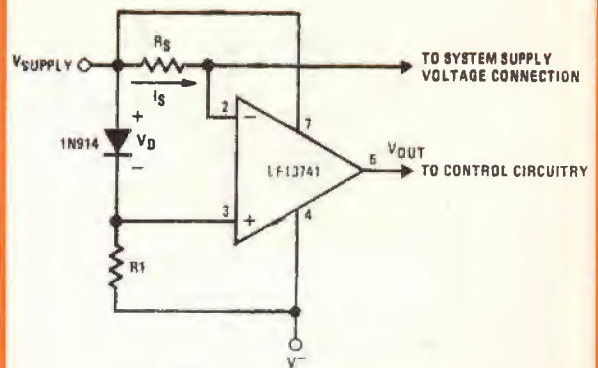 VSUPPLY
RS
IS
TO SYSTEM SUPPLY
VOLTAGE CONNECTION
+
1N914
VD
−
2
−
7
LF13741
6
VOUT
TO CONTROL CIRCUITRY
3
+
4
R1
V−